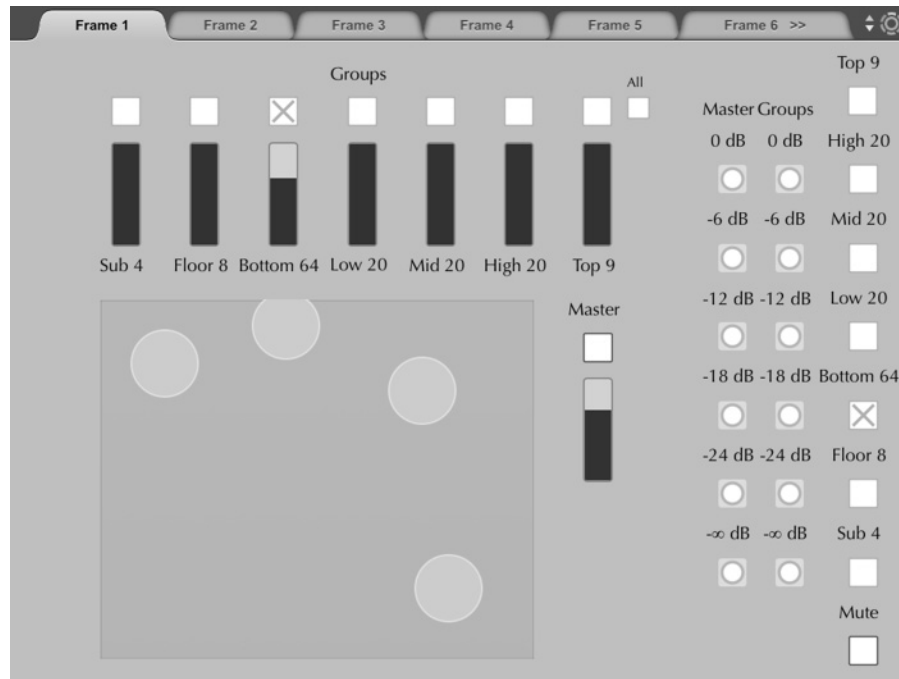 Frame 1 Frame 2 Frame 3 Frame 4 Frame 5 Frame 6 >>
Groups
All
Sub 4 Floor 8 Bottom 64 Low 20 Mid 20 High 20 Top 9
Master
Top 9
Master Groups
0 dB 0 dB High 20
-6 dB -6 dB Mid 20
-12 dB -12 dB Low 20
-18 dB -18 dB Bottom 64
-24 dB -24 dB Floor 8
-∞ dB -∞ dB Sub 4
Mute